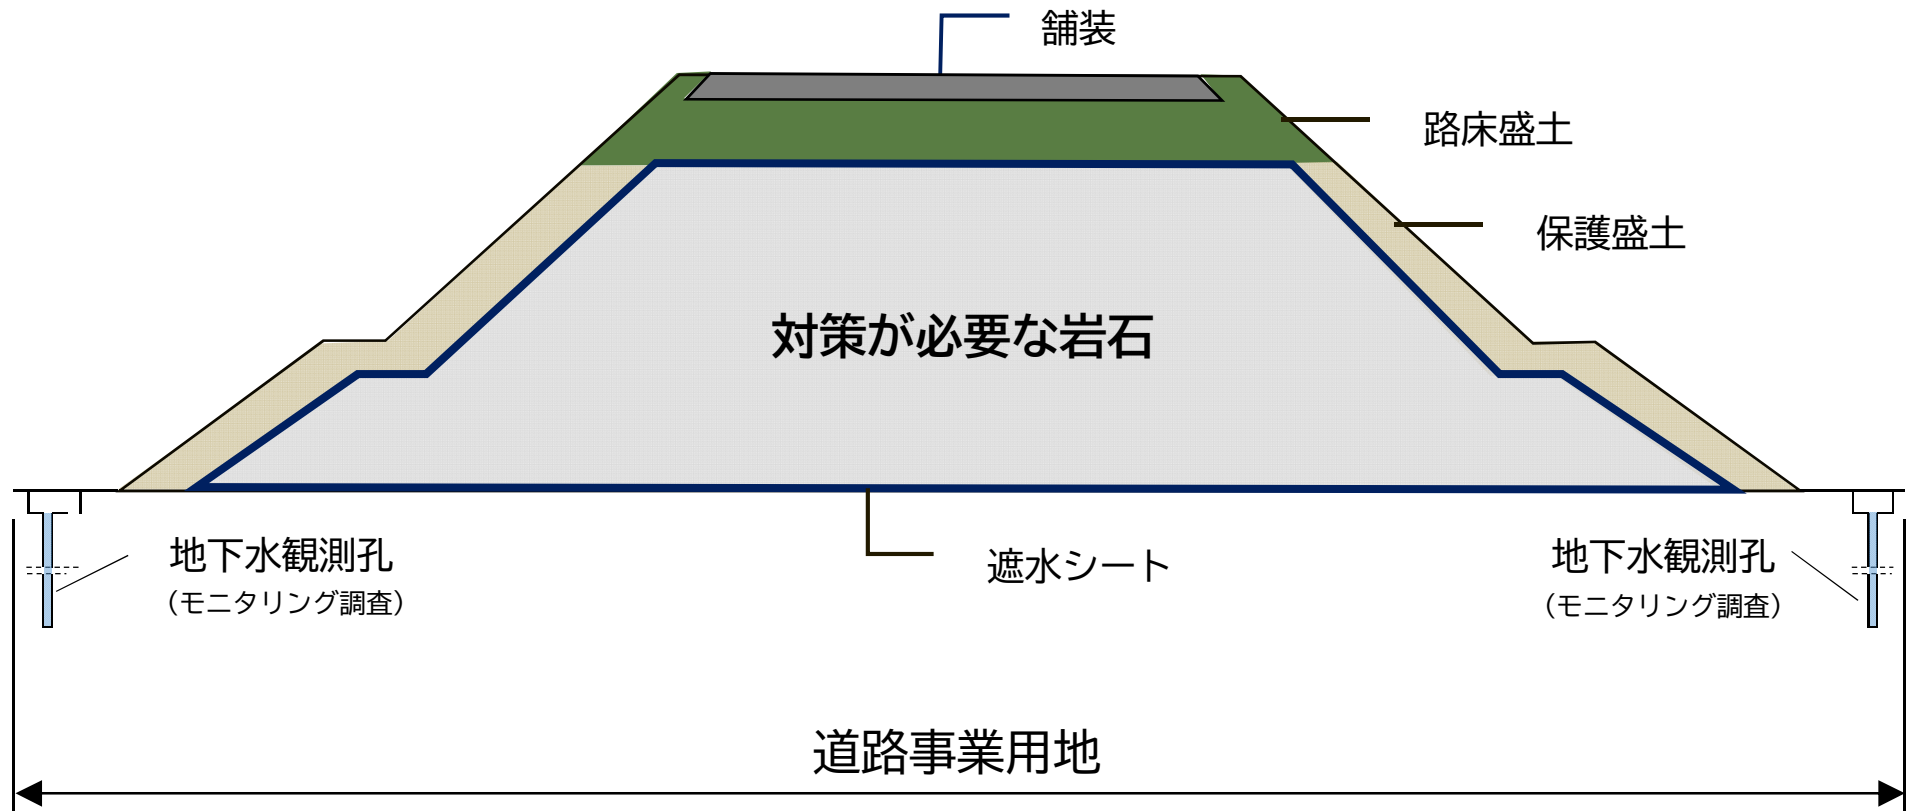 舗装
路床盛土
保護盛土
対策が必要な岩石
地下水観測孔
（モニタリング調査）
遮水シート
地下水観測孔
（モニタリング調査）
道路事業用地